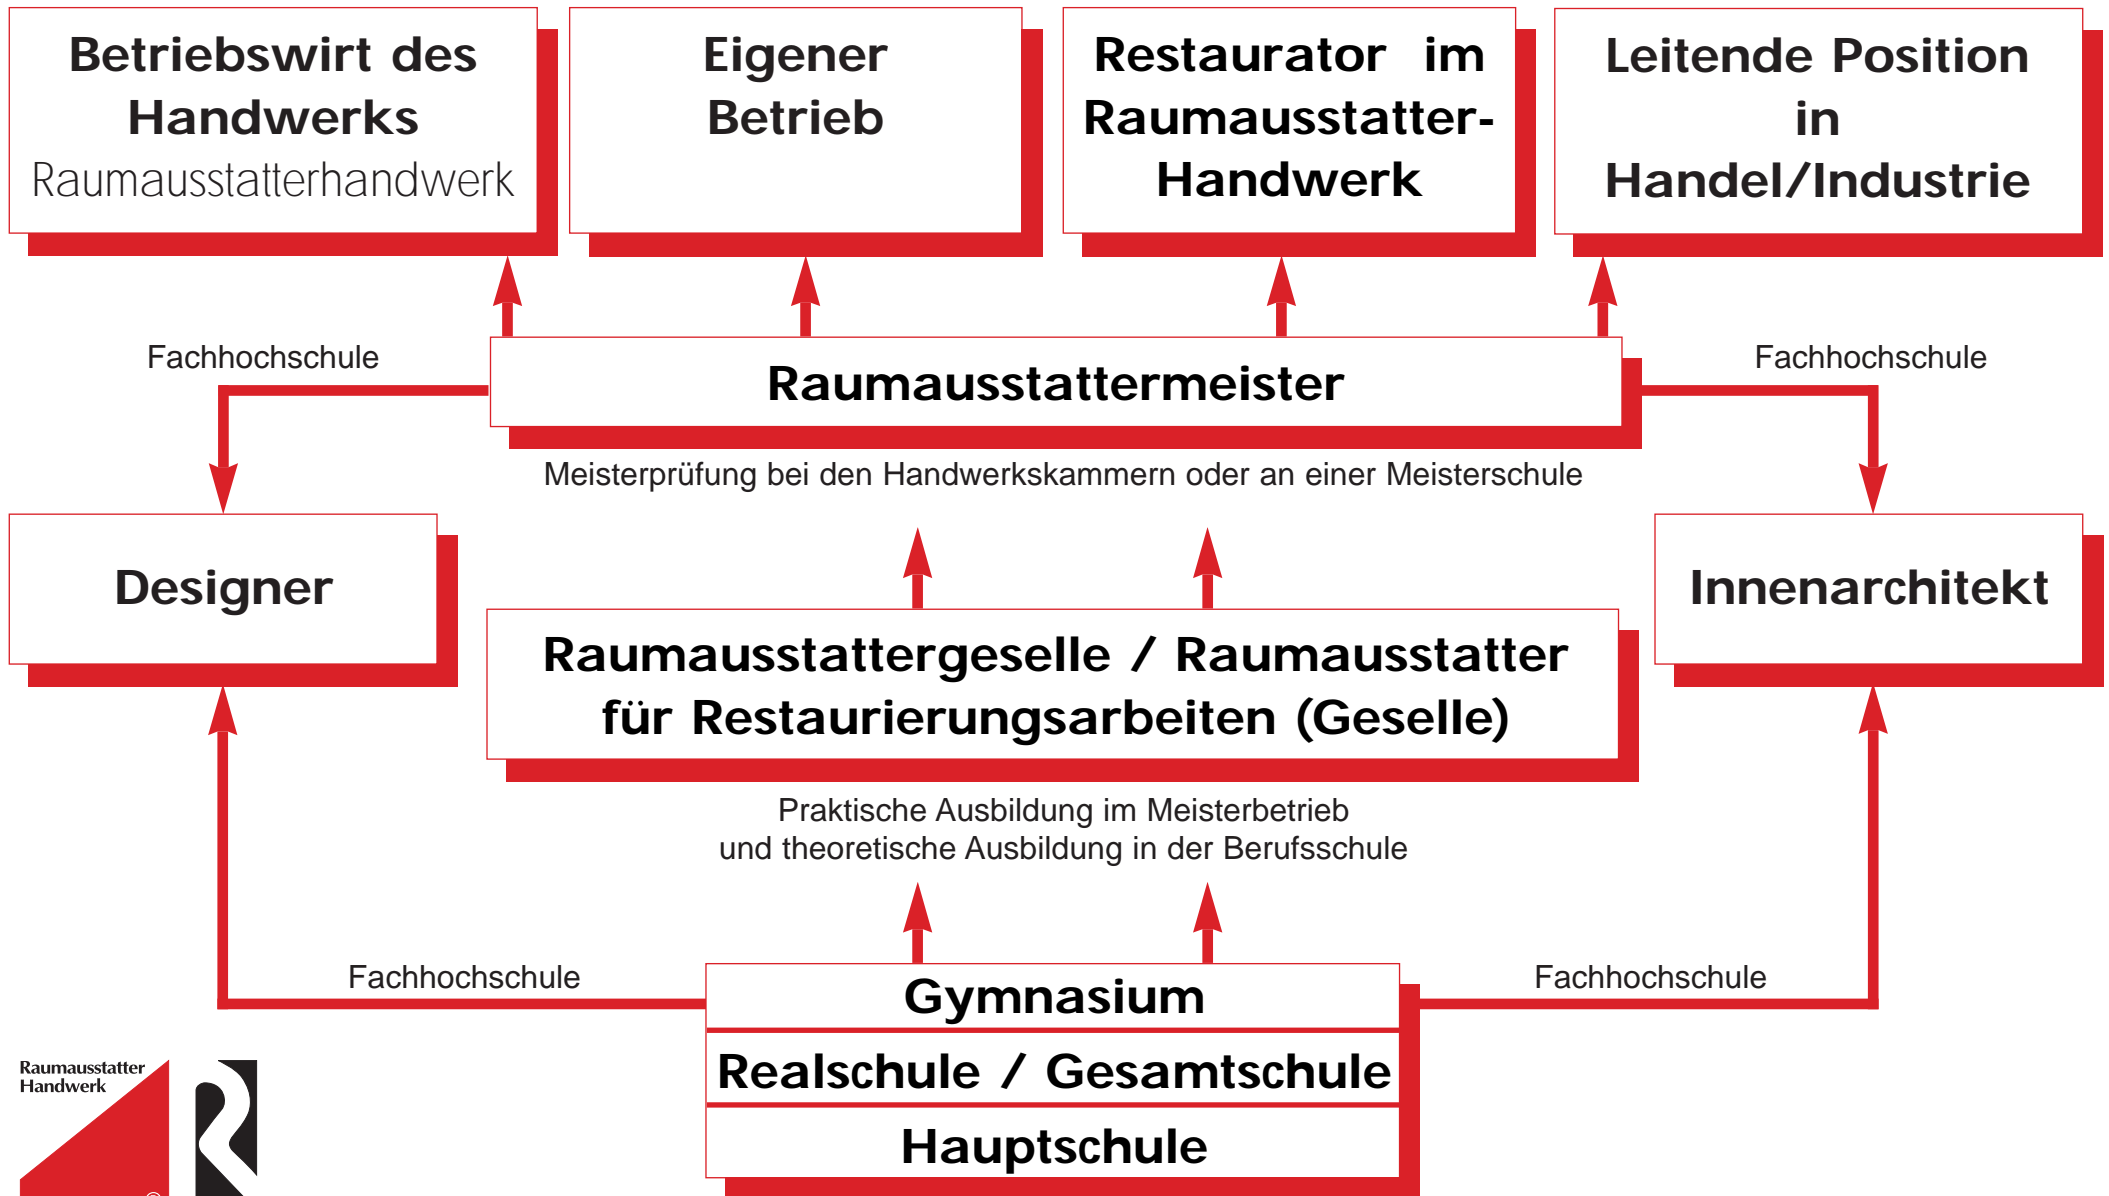 Betriebswirt des
Handwerks
Raumausstatterhandwerk
Eigener
Betrieb
Restaurator im
Raumausstatter-
Handwerk
Leitende Position
in
Handel/Industrie
Fachhochschule
Raumausstattermeister
Fachhochschule
Meisterprüfung bei den Handwerkskammern oder an einer Meisterschule
Designer
Innenarchitekt
Raumausstattergeselle / Raumausstatter
für Restaurierungsarbeiten (Geselle)
Praktische Ausbildung im Meisterbetrieb
und theoretische Ausbildung in der Berufsschule
Fachhochschule
Fachhochschule
Gymnasium
Realschule / Gesamtschule
Hauptschule
Raumausstatter
Handwerk
®